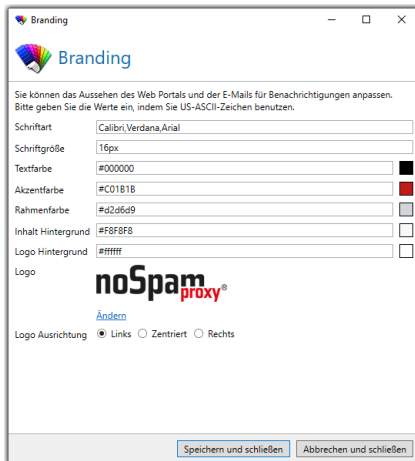 Branding
Branding
Sie können das Aussehen des Web Portals und der E-Mails für Benachrichtigungen anpassen.
Bitte geben Sie die Werte ein, indem Sie US-ASCII-Zeichen benutzen.
Schriftart Calibri,Verdana,Arial
Schriftgröße 16px
Textfarbe #000000
Akzentfarbe #C01B1B
Rahmenfarbe #d2d6d9
Inhalt Hintergrund #F8F8F8
Logo Hintergrund #ffffff
Logo
noSpam
proxy®
Ändern
Logo Ausrichtung Links Zentriert Rechts
Speichern und schließen Abbrechen und schließen